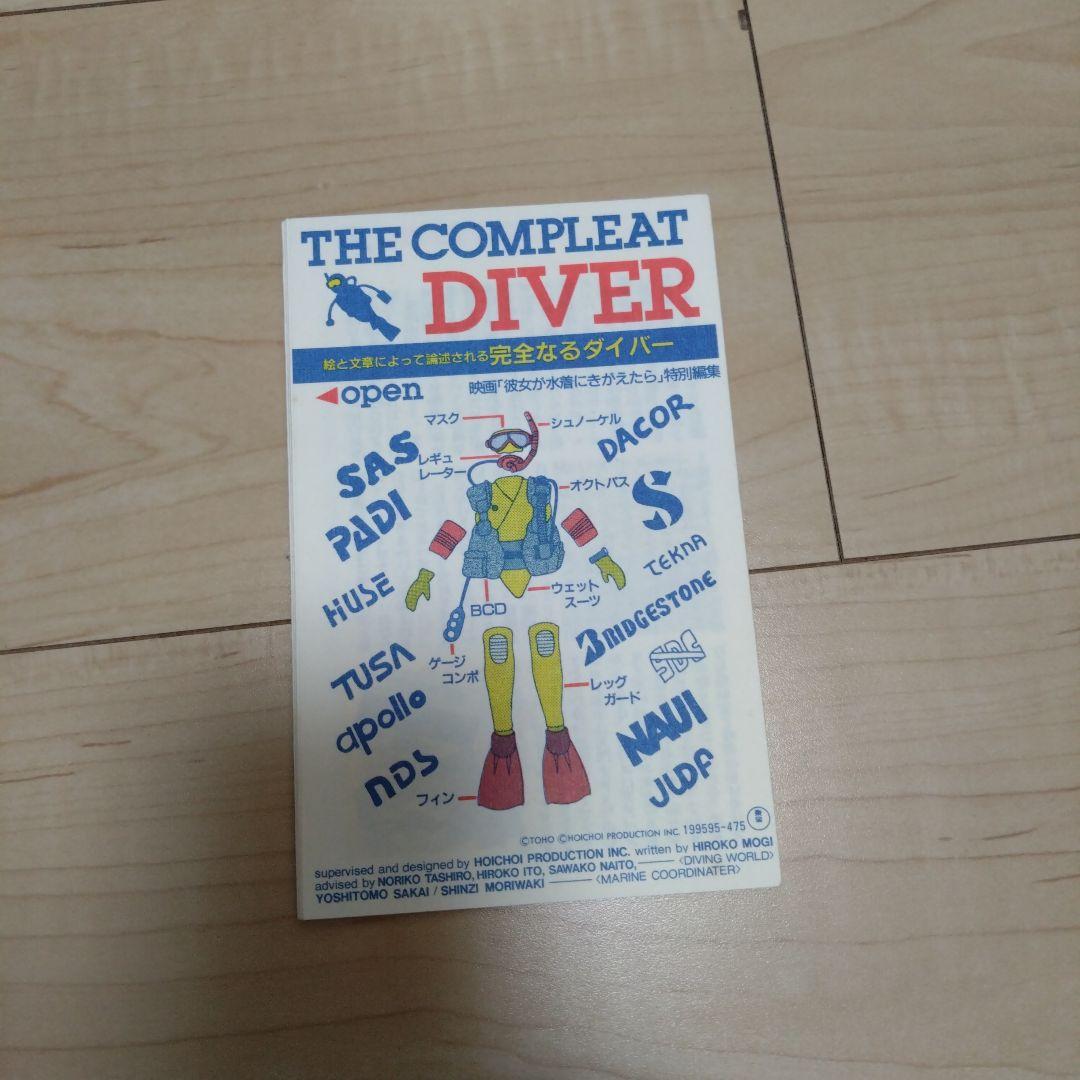 THE COMPLEAT
DIVER
絵と文章によって論述される完全なるダイバー
◀open
映画「彼女が水着にきがえたら」特別編集
マスク
シュノーケル
DACOR
SAS
レギュ
レーター
オクトパス
S
PADI
TEKNA
HUSE
BCD
ウェット
スーツ
BRIDGESTONE
TUSA
ゲージ
コンポ
レッグ
ガード
apollo
NAUI
NDS
JUDF
フィン
©TOHO ©HOICHOI PRODUCTION INC. 199595-475
supervised and designed by HOICHOI PRODUCTION INC. written by HIROKO MOGI
advised by NORIKO TASHIRO, HIROKO ITO, SAWAKO NAITO, ——— 〈DIVING WORLD〉
YOSHITOMO SAKAI / SHINZI MORIWAKI ——— 〈MARINE COORDINATER〉